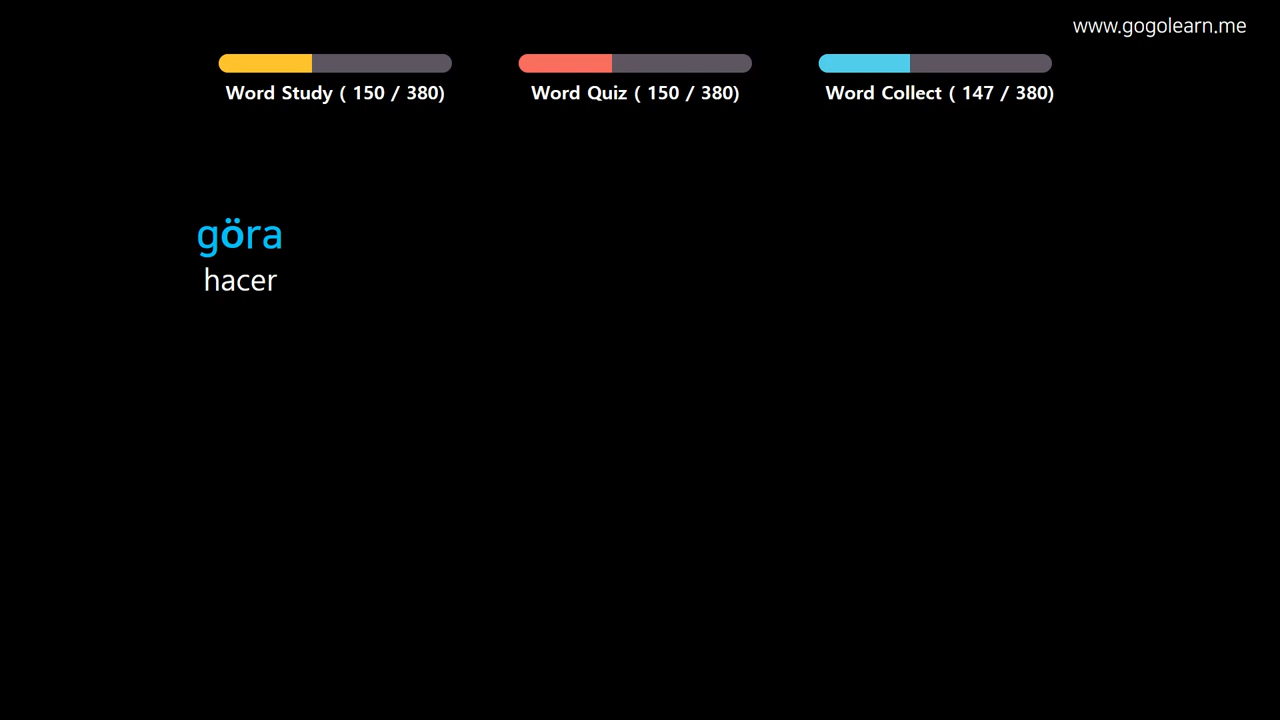 www.gogolearn.me
Word Study ( 150 / 380)
Word Quiz ( 150 / 380)
Word Collect ( 147 / 380)
göra
hacer